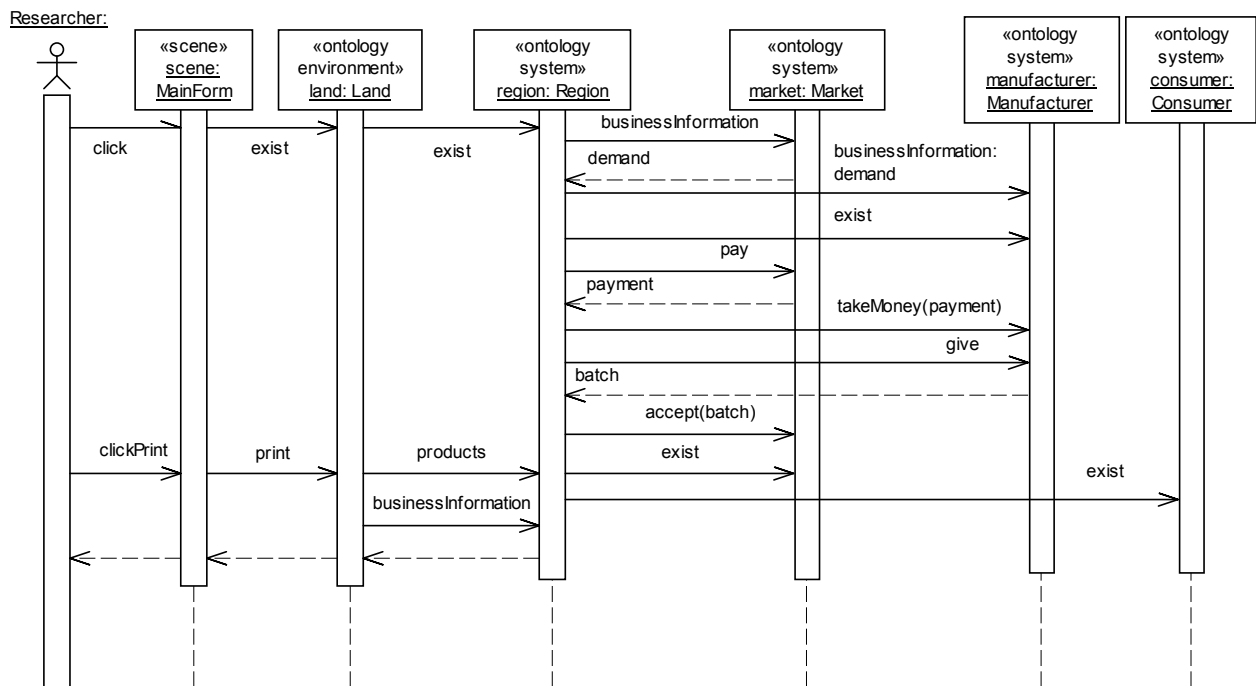 Researcher:
«scene»
scene:
MainForm
«ontology
environment»
land: Land
«ontology
system»
region: Region
«ontology
system»
market: Market
«ontology
system»
manufacturer:
Manufacturer
«ontology
system»
consumer:
Consumer
click
exist
exist
businessInformation
demand
businessInformation:
demand
exist
pay
payment
takeMoney(payment)
give
batch
accept(batch)
clickPrint
print
products
exist
exist
businessInformation